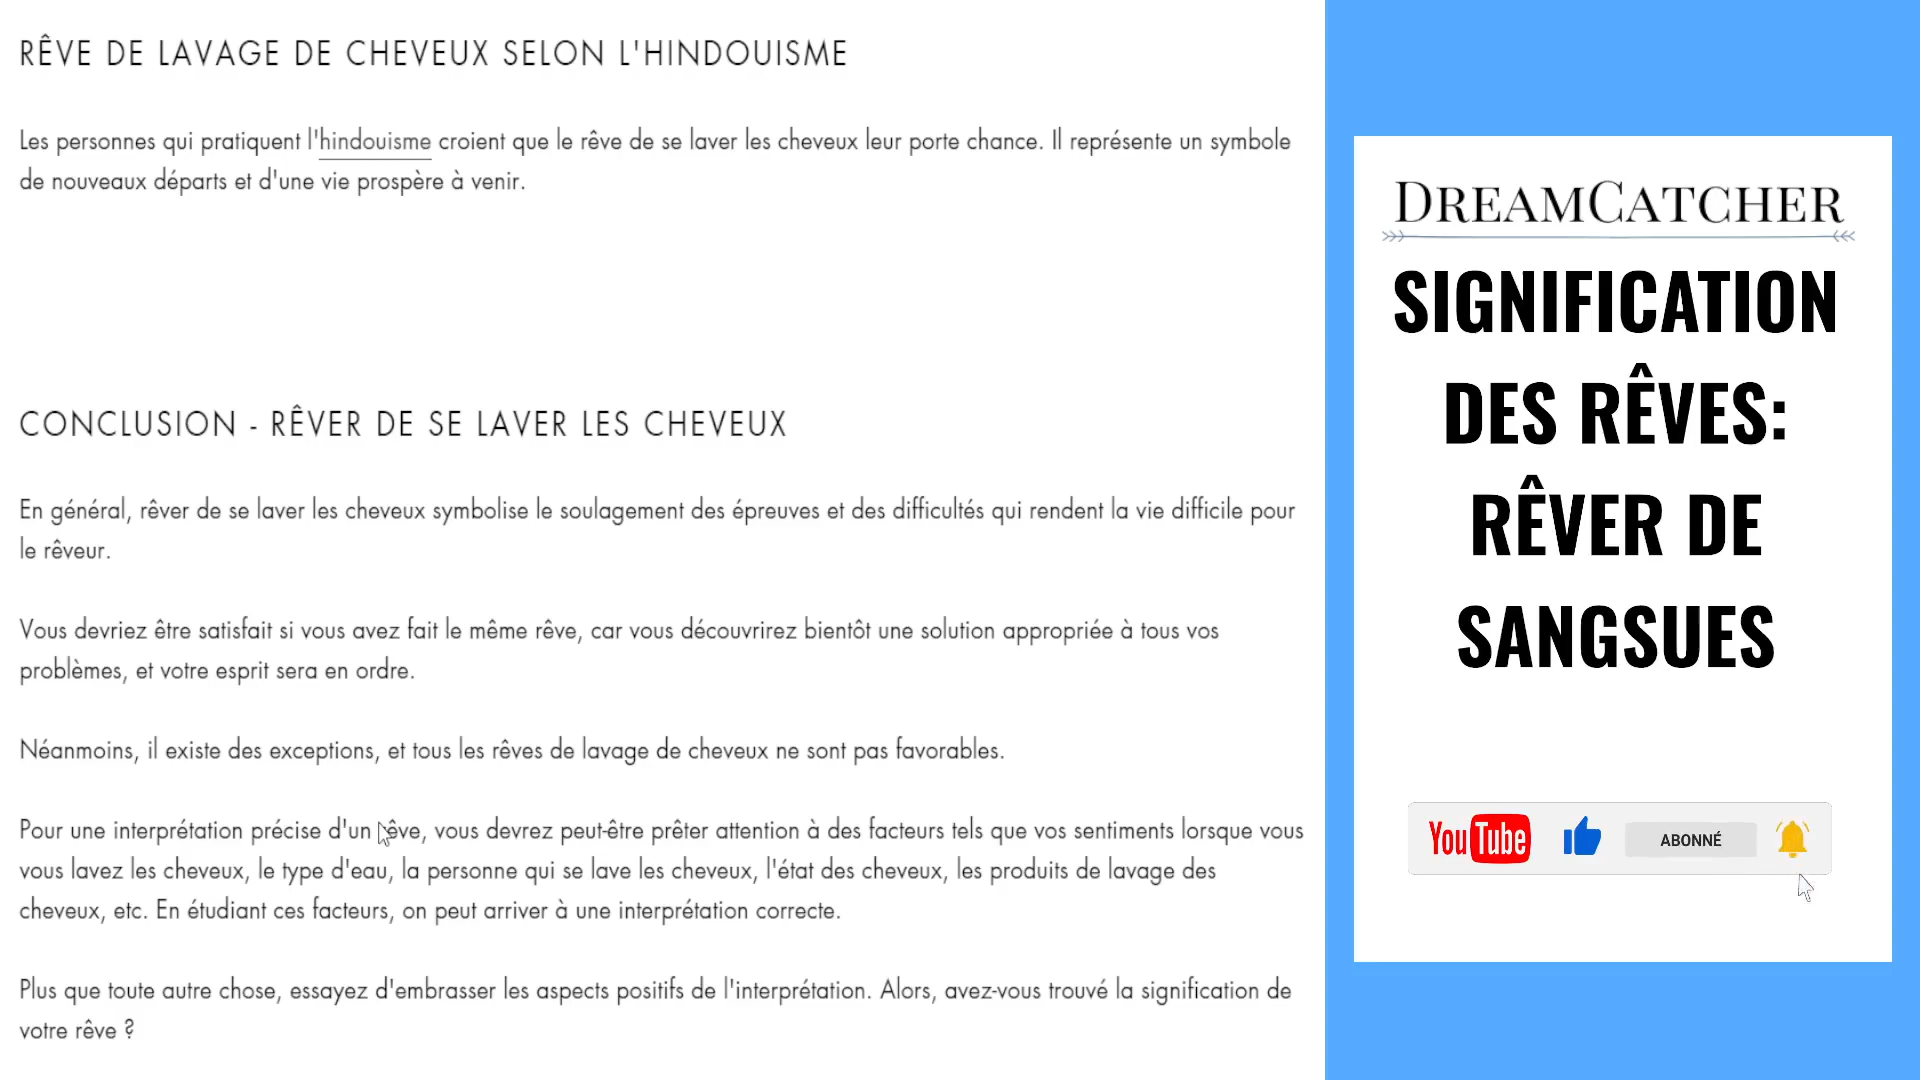 RÊVE DE LAVAGE DE CHEVEUX SELON L'HINDOUISME
Les personnes qui pratiquent l'hindouisme croient que le rêve de se laver les cheveux leur porte chance. Il représente un symbole
de nouveaux départs et d'une vie prospère à venir.
CONCLUSION - RÊVER DE SE LAVER LES CHEVEUX
En général, rêver de se laver les cheveux symbolise le soulagement des épreuves et des difficultés qui rendent la vie difficile pour
le rêveur.
Vous devriez être satisfait si vous avez fait le même rêve, car vous découvrirez bientôt une solution appropriée à tous vos
problèmes, et votre esprit sera en ordre.
Néanmoins, il existe des exceptions, et tous les rêves de lavage de cheveux ne sont pas favorables.
Pour une interprétation précise d'un rêve, vous devrez peut-être prêter attention à des facteurs tels que vos sentiments lorsque vous
vous lavez les cheveux, le type d'eau, la personne qui se lave les cheveux, l'état des cheveux, les produits de lavage des
cheveux, etc. En étudiant ces facteurs, on peut arriver à une interprétation correcte.
Plus que toute autre chose, essayez d'embrasser les aspects positifs de l'interprétation. Alors, avez-vous trouvé la signification de
votre rêve ?
DREAMCATCHER
SIGNIFICATION
DES RÊVES:
RÊVER DE
SANGSUES
YouTube
ABONNÉ